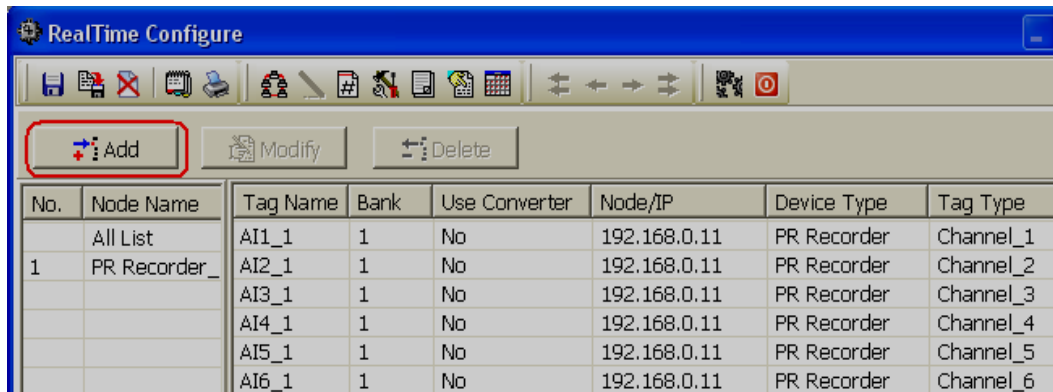 RealTime Configure
Add Modify Delete
No. Node Name Tag Name Bank Use Converter Node/IP Device Type Tag Type
All List AI1_1 1 No 192.168.0.11 PR Recorder Channel_1
1 PR Recorder_ AI2_1 1 No 192.168.0.11 PR Recorder Channel_2
AI3_1 1 No 192.168.0.11 PR Recorder Channel_3
AI4_1 1 No 192.168.0.11 PR Recorder Channel_4
AI5_1 1 No 192.168.0.11 PR Recorder Channel_5
AI6_1 1 No 192.168.0.11 PR Recorder Channel_6